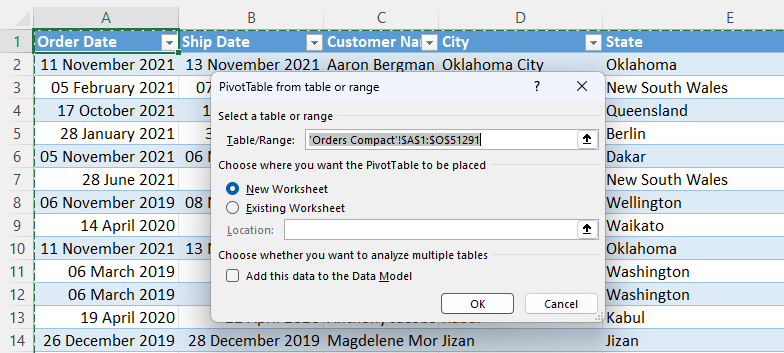 A B C D E
1 Order Date Ship Date Customer Na City State
2 11 November 2021 13 November 2021 Aaron Bergman Oklahoma City Oklahoma
3 05 February 2021 07 New South Wales
4 17 October 2021 1 Queensland
5 28 January 2021 3 Berlin
6 05 November 2021 06 N Dakar
7 28 June 2021 New South Wales
8 06 November 2019 08 N Wellington
9 14 April 2020 Waikato
10 11 November 2021 13 N Oklahoma
11 06 March 2019 Washington
12 06 March 2019 Washington
13 19 April 2020 Kabul
14 26 December 2019 28 December 2019 Magdelene Mor Jizan Jizan
PivotTable from table or range ?
Select a table or range
Table/Range: 'Orders Compact'!$A$1:$O$51291
Choose where you want the PivotTable to be placed
New Worksheet
Existing Worksheet
Location:
Choose whether you want to analyze multiple tables
Add this data to the Data Model
OK Cancel